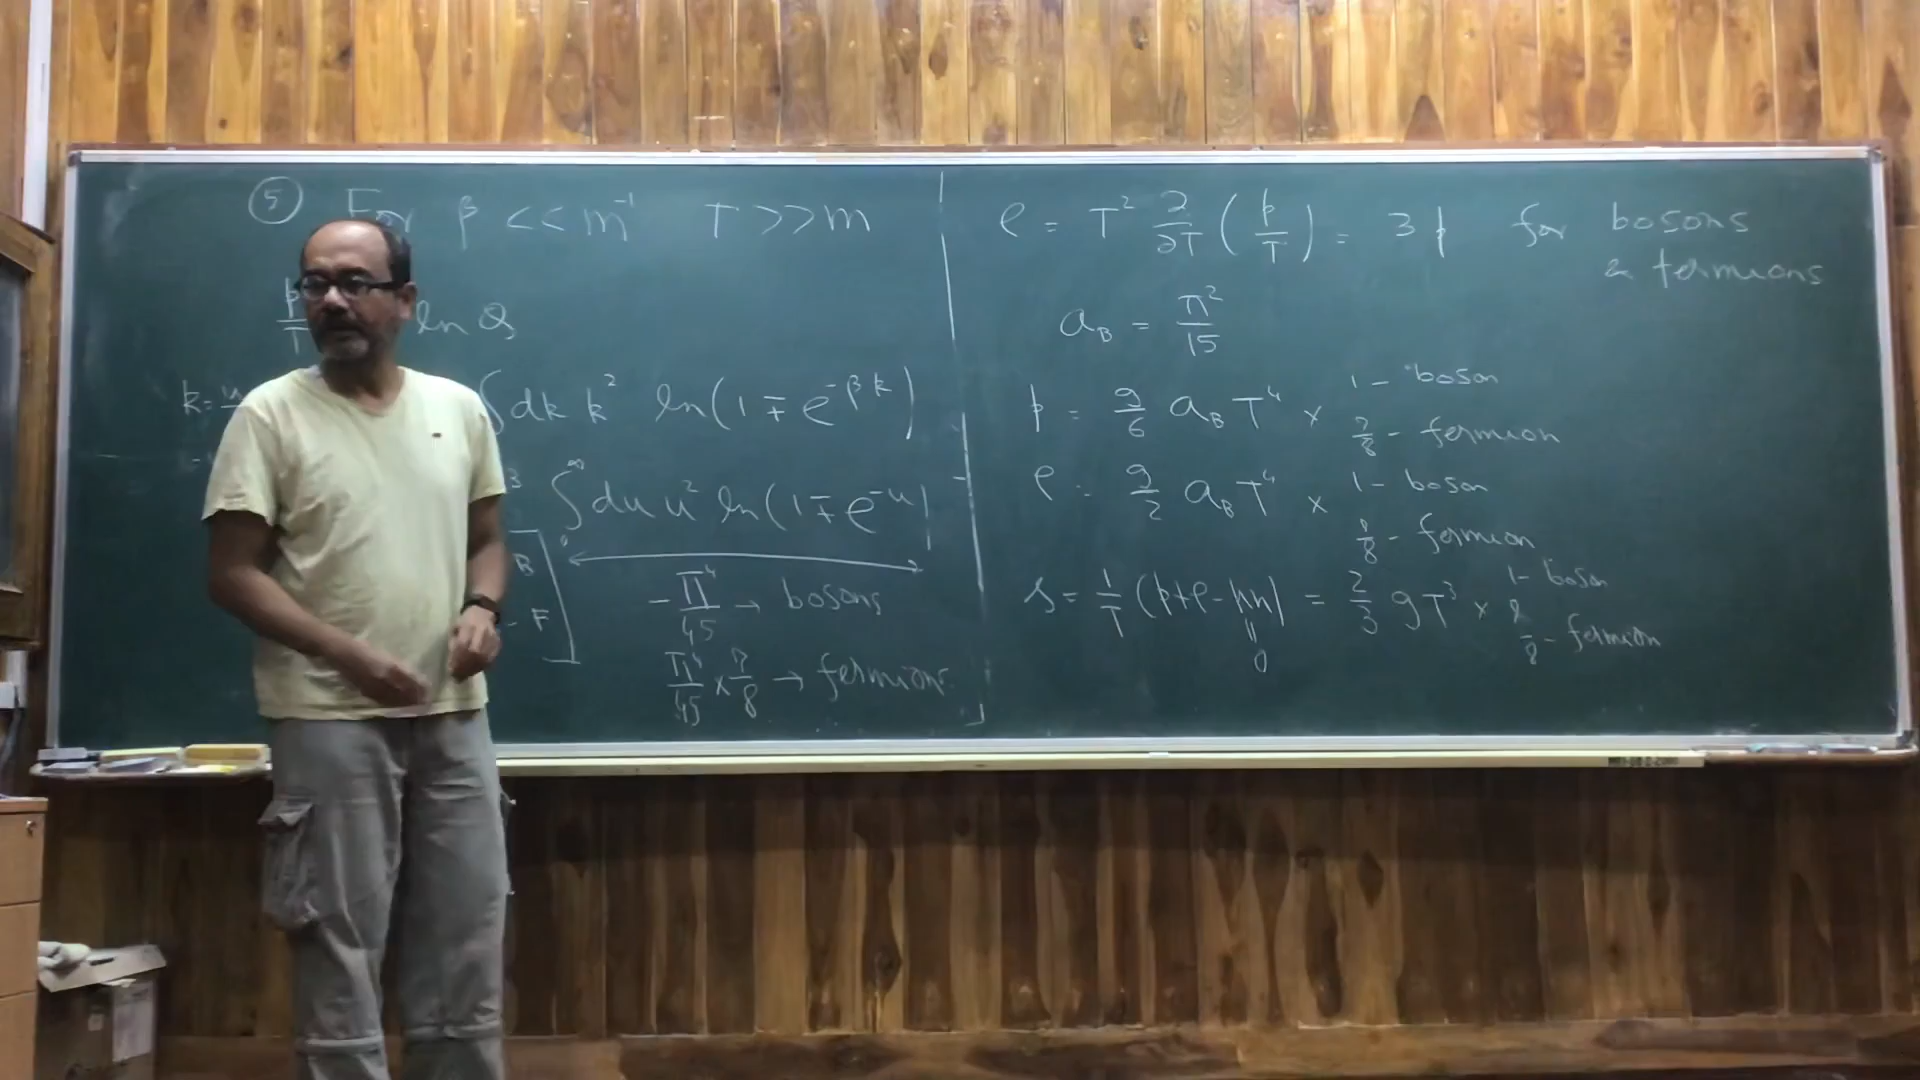 ⑤ For β << m⁻¹ T >> m
p/T ln Q
k = u/
∫ dk k² ln(1 ∓ e^{-βk})
3 ∫₀^∞ du u² ln(1 ∓ e^{-u})
B
- π⁴/45 → bosons
- F
π⁴/45 × 7/8 → fermions
ρ = T² ∂/∂T (p/T) = 3p for bosons
& fermions
a_B = π²/15
p = g/6 a_B T⁴ × 1 - boson
7/8 - fermion
ρ = g/2 a_B T⁴ × 1 - boson
7/8 - fermion
s = 1/T (p+ρ-μn) = 2/3 g T³ × 1 - boson
7/8 - fermion
||
0